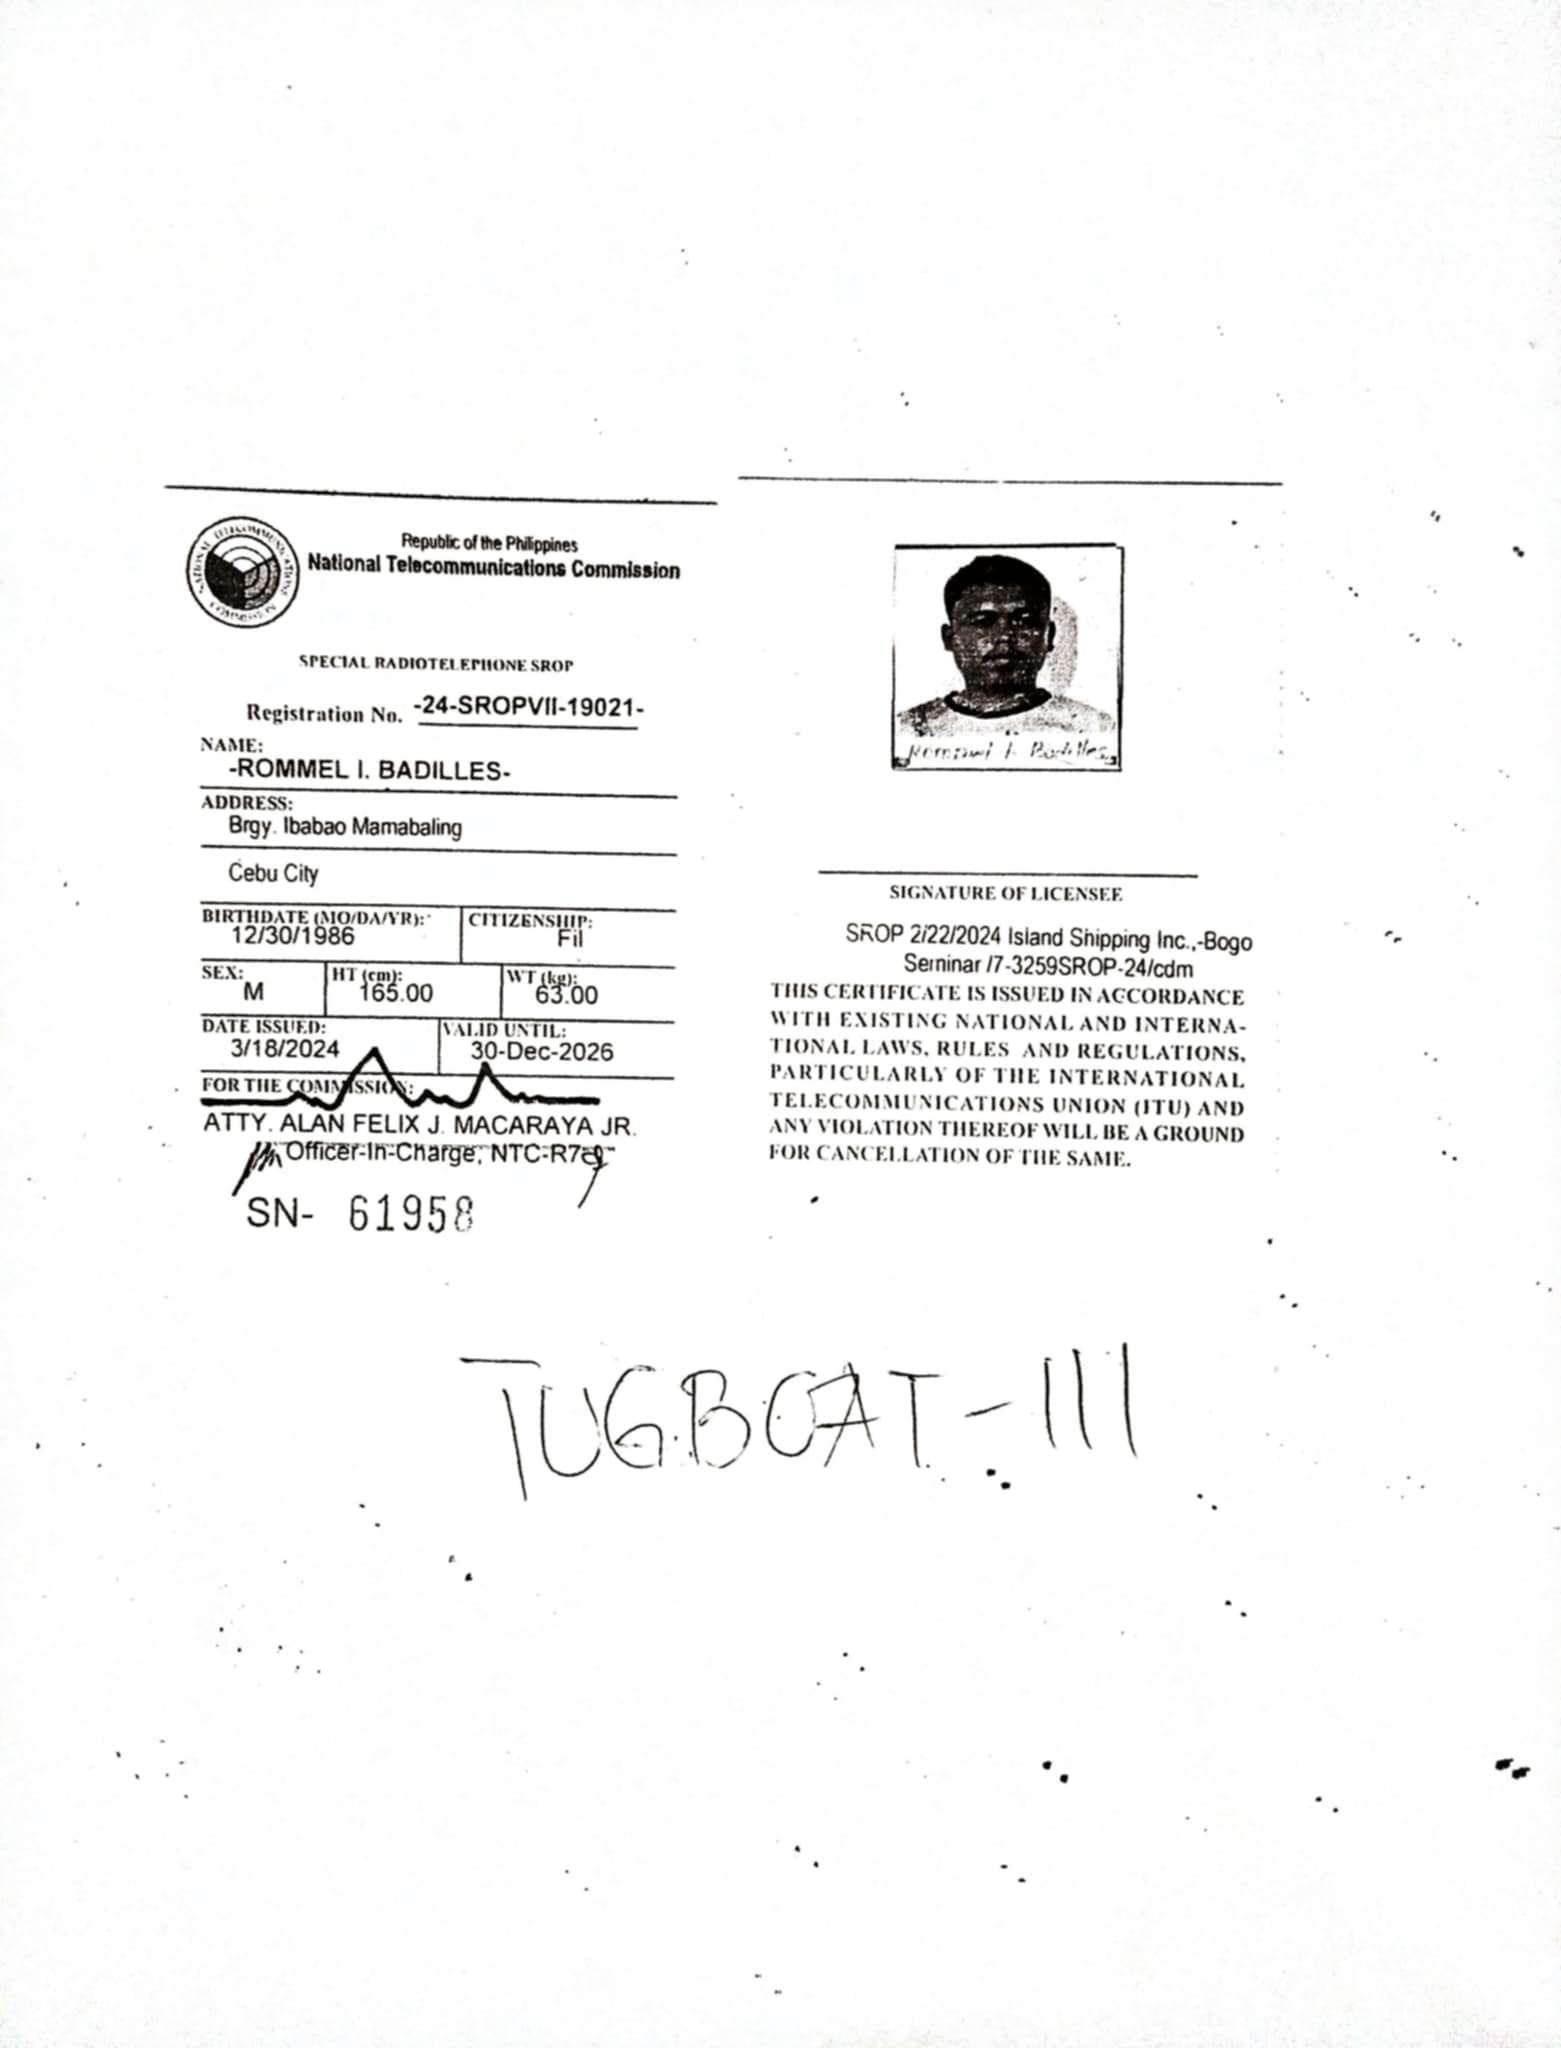 NATIONAL TELECOMMUNICATIONS COMMISSION
Republic of the Philippines
National Telecommunications Commission
SPECIAL RADIOTELEPHONE SROP
Registration No. -24-SROPVII-19021-
NAME:
-ROMMEL I. BADILLES-
ADDRESS:
Brgy. Ibabao Mamabaling
Cebu City
BIRTHDATE (MO/DA/YR): CITIZENSHIP:
12/30/1986 Fil
SEX: HT (cm): WT (kg):
M 165.00 63.00
DATE ISSUED: VALID UNTIL:
3/18/2024 30-Dec-2026
FOR THE COMMISSION:
ATTY. ALAN FELIX J. MACARAYA JR.
Officer-In-Charge, NTC-R7
SN- 61958
Rommel I. Badilles
SIGNATURE OF LICENSEE
SROP 2/22/2024 Island Shipping Inc.,-Bogo
Seminar /7-3259SROP-24/cdm
THIS CERTIFICATE IS ISSUED IN ACCORDANCE
WITH EXISTING NATIONAL AND INTERNA-
TIONAL LAWS, RULES AND REGULATIONS,
PARTICULARLY OF THE INTERNATIONAL
TELECOMMUNICATIONS UNION (ITU) AND
ANY VIOLATION THEREOF WILL BE A GROUND
FOR CANCELLATION OF THE SAME.
TUGBOAT-III